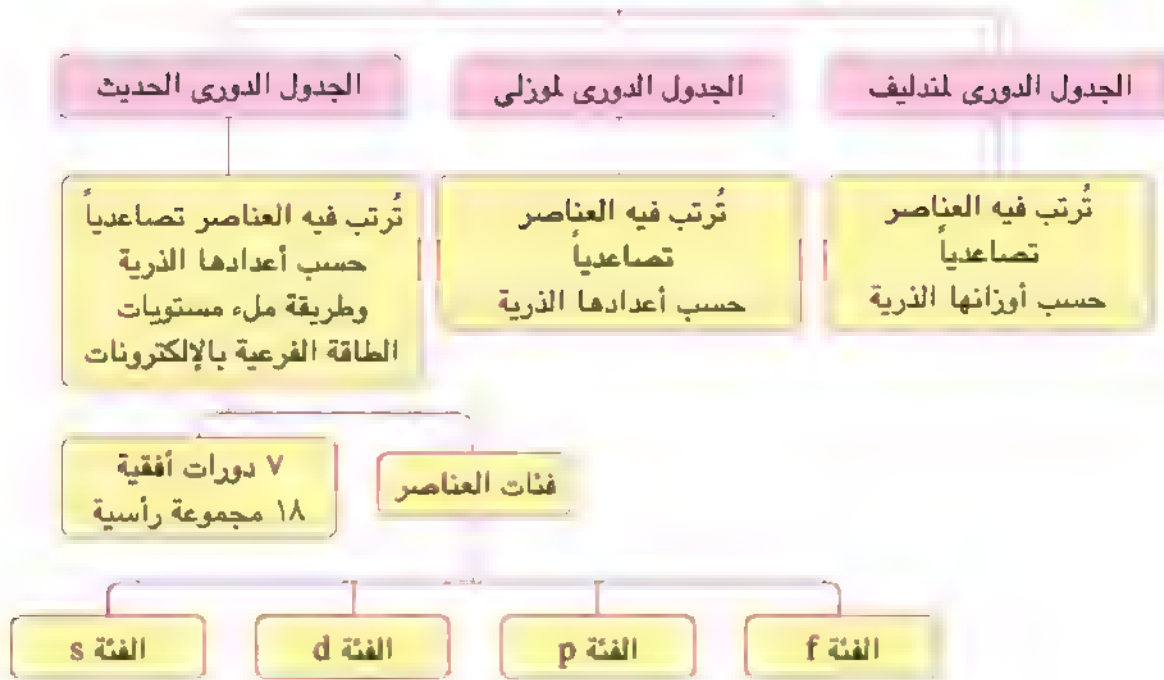 الجدول الدورى لمندليف
الجدول الدورى لموزلى
الجدول الدورى الحديث
تُرتب فيه العناصر
تصاعدياً
حسب أوزانها الذرية
تُرتب فيه العناصر
تصاعدياً
حسب أعدادها الذرية
تُرتب فيه العناصر تصاعدياً
حسب أعدادها الذرية
وطريقة ملء مستويات
الطاقة الفرعية بالإلكترونات
فئات العناصر
٧ دورات أفقية
١٨ مجموعة رأسية
الفئة f
الفئة p
الفئة d
الفئة s